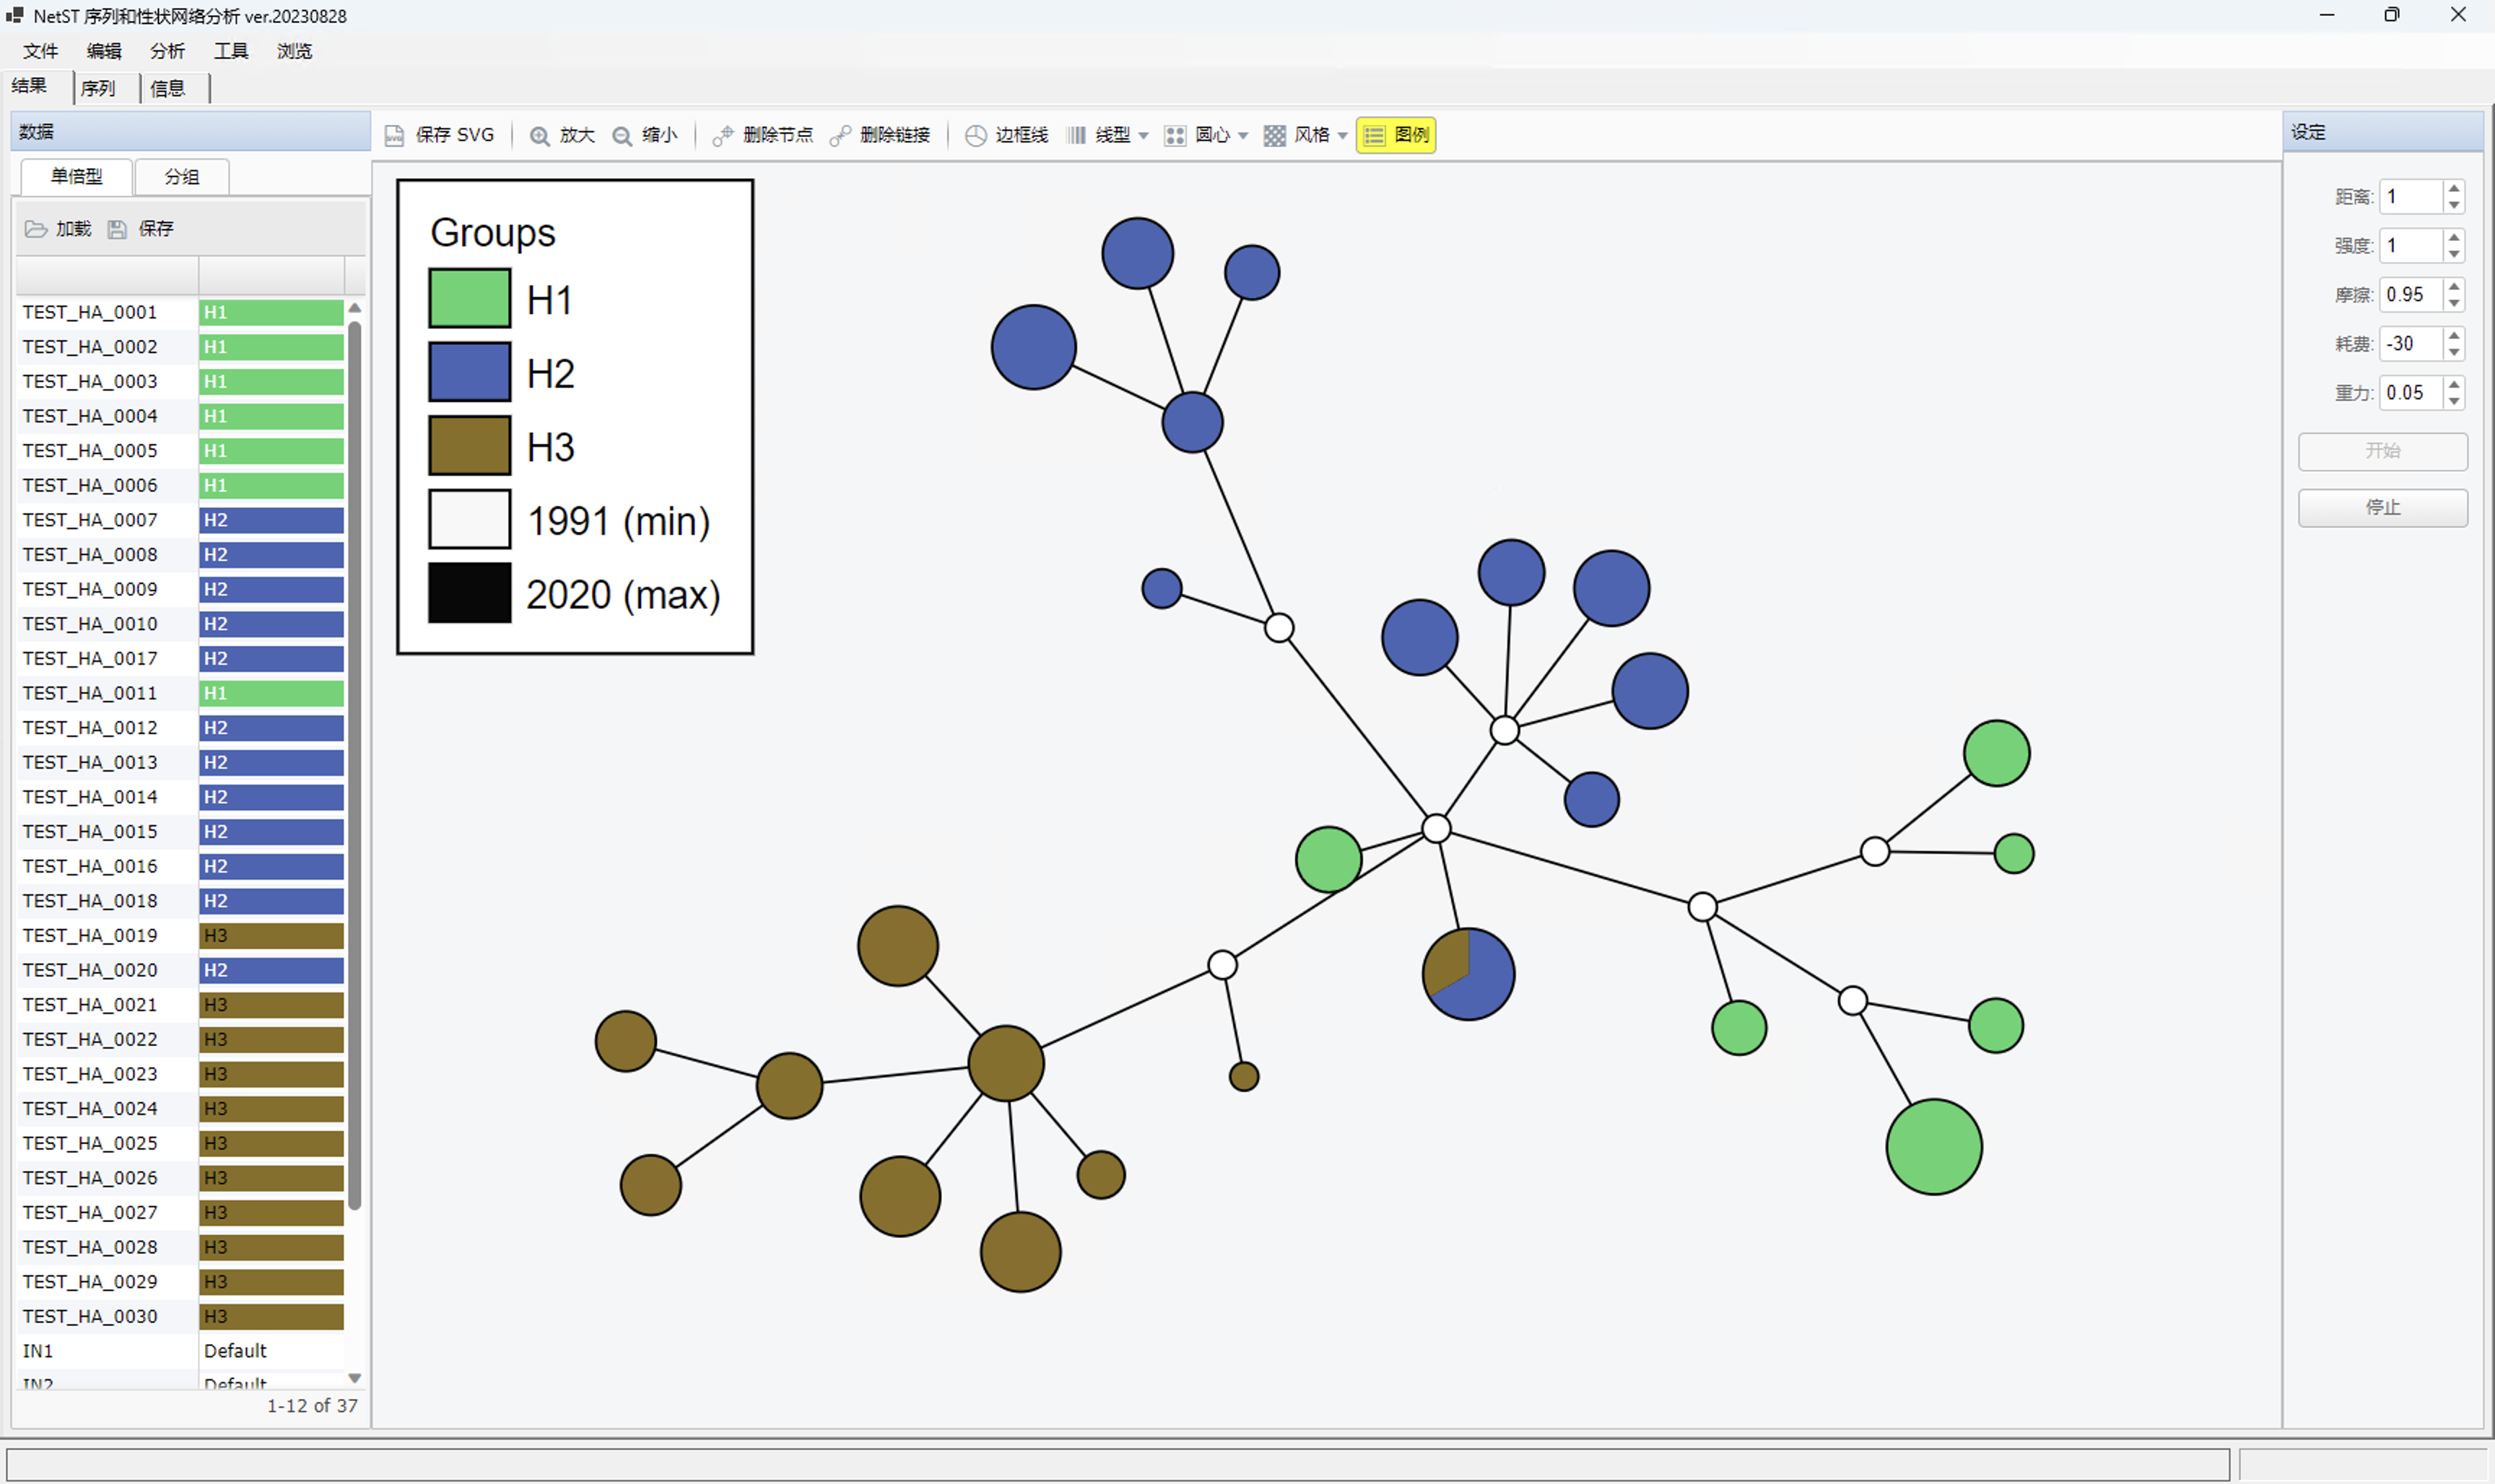 NetST 序列和性状网络分析 ver.20230828
文件 编辑 分析 工具 浏览
结果 序列 信息
数据
保存 SVG 放大 缩小 删除节点 删除链接 边框线 线型 圆心 风格 图例
设定
单倍型 分组
加载 保存
TEST_HA_0001 H1
TEST_HA_0002 H1
TEST_HA_0003 H1
TEST_HA_0004 H1
TEST_HA_0005 H1
TEST_HA_0006 H1
TEST_HA_0007 H2
TEST_HA_0008 H2
TEST_HA_0009 H2
TEST_HA_0010 H2
TEST_HA_0017 H2
TEST_HA_0011 H1
TEST_HA_0012 H2
TEST_HA_0013 H2
TEST_HA_0014 H2
TEST_HA_0015 H2
TEST_HA_0016 H2
TEST_HA_0018 H2
TEST_HA_0019 H3
TEST_HA_0020 H2
TEST_HA_0021 H3
TEST_HA_0022 H3
TEST_HA_0023 H3
TEST_HA_0024 H3
TEST_HA_0025 H3
TEST_HA_0026 H3
TEST_HA_0027 H3
TEST_HA_0028 H3
TEST_HA_0029 H3
TEST_HA_0030 H3
IN1 Default
IN2 Default
1-12 of 37
Groups
H1
H2
H3
1991 (min)
2020 (max)
距离: 1
强度: 1
摩擦: 0.95
耗费: -30
重力: 0.05
开始
停止